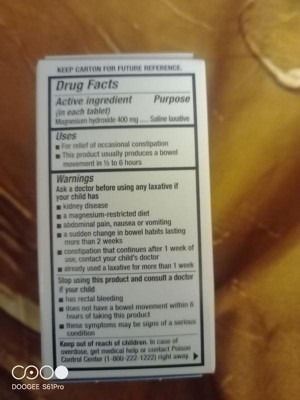 KEEP CARTON FOR FUTURE REFERENCE.
Drug Facts
Active ingredient Purpose
(in each tablet)
Magnesium hydroxide 400 mg ..... Saline laxative
Uses
■ For relief of occasional constipation
■ This product usually produces a bowel
movement in ½ to 6 hours
Warnings
Ask a doctor before using any laxative if
your child has
■ kidney disease
■ a magnesium-restricted diet
■ abdominal pain, nausea or vomiting
■ a sudden change in bowel habits lasting
more than 2 weeks
■ constipation that continues after 1 week of
use, contact your child's doctor
■ already used a laxative for more than 1 week
Stop using this product and consult a doctor
if your child
■ has rectal bleeding
■ does not have a bowel movement within 6
hours of taking this product
■ these symptoms may be signs of a serious
condition
Keep out of reach of children. In case of
overdose, get medical help or contact Poison
Control Center (1-800-222-1222) right away.
DOOGEE S61Pro